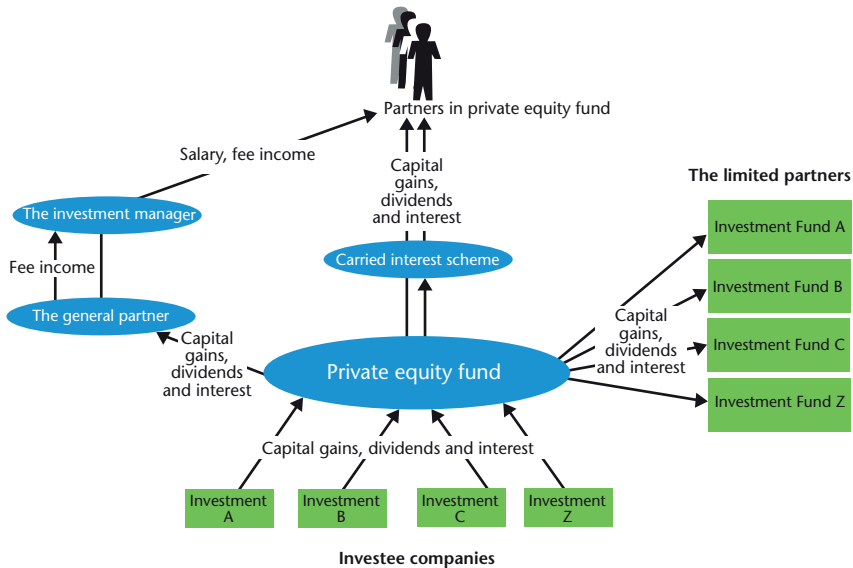 Partners in private equity fund
Salary, fee income
Capital
gains,
dividends
and interest
The limited partners
The investment manager
Investment Fund A
Fee income
Carried interest scheme
Investment Fund B
The general partner
Capital
gains,
dividends
and interest
Capital
gains,
dividends
and interest
Investment Fund C
Private equity fund
Investment Fund Z
Capital gains, dividends and interest
Investment
A
Investment
B
Investment
C
Investment
Z
Investee companies